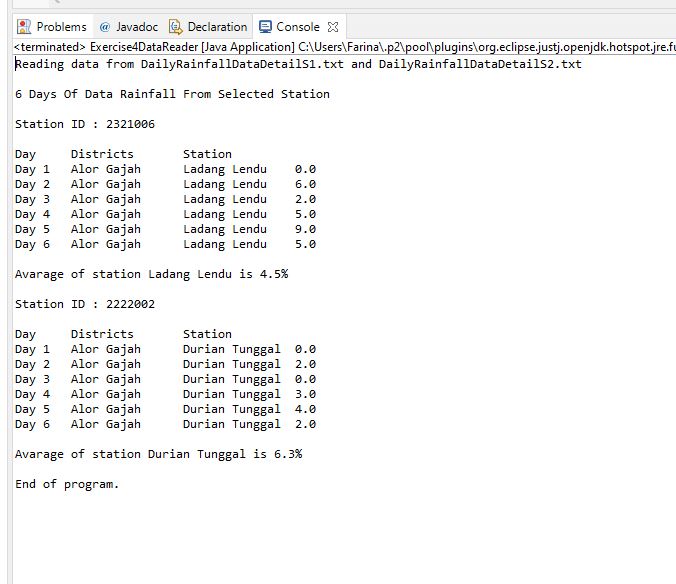 Problems @ Javadoc Declaration Console
<terminated> Exercise4DataReader [Java Application] C:\Users\Farina\.p2\pool\plugins\org.eclipse.justj.openjdk.hotspot.jre.fu
Reading data from DailyRainfallDataDetailS1.txt and DailyRainfallDataDetailS2.txt
6 Days Of Data Rainfall From Selected Station
Station ID : 2321006
Day Districts Station
Day 1 Alor Gajah Ladang Lendu 0.0
Day 2 Alor Gajah Ladang Lendu 6.0
Day 3 Alor Gajah Ladang Lendu 2.0
Day 4 Alor Gajah Ladang Lendu 5.0
Day 5 Alor Gajah Ladang Lendu 9.0
Day 6 Alor Gajah Ladang Lendu 5.0
Avarage of station Ladang Lendu is 4.5%
Station ID : 2222002
Day Districts Station
Day 1 Alor Gajah Durian Tunggal 0.0
Day 2 Alor Gajah Durian Tunggal 2.0
Day 3 Alor Gajah Durian Tunggal 0.0
Day 4 Alor Gajah Durian Tunggal 3.0
Day 5 Alor Gajah Durian Tunggal 4.0
Day 6 Alor Gajah Durian Tunggal 2.0
Avarage of station Durian Tunggal is 6.3%
End of program.